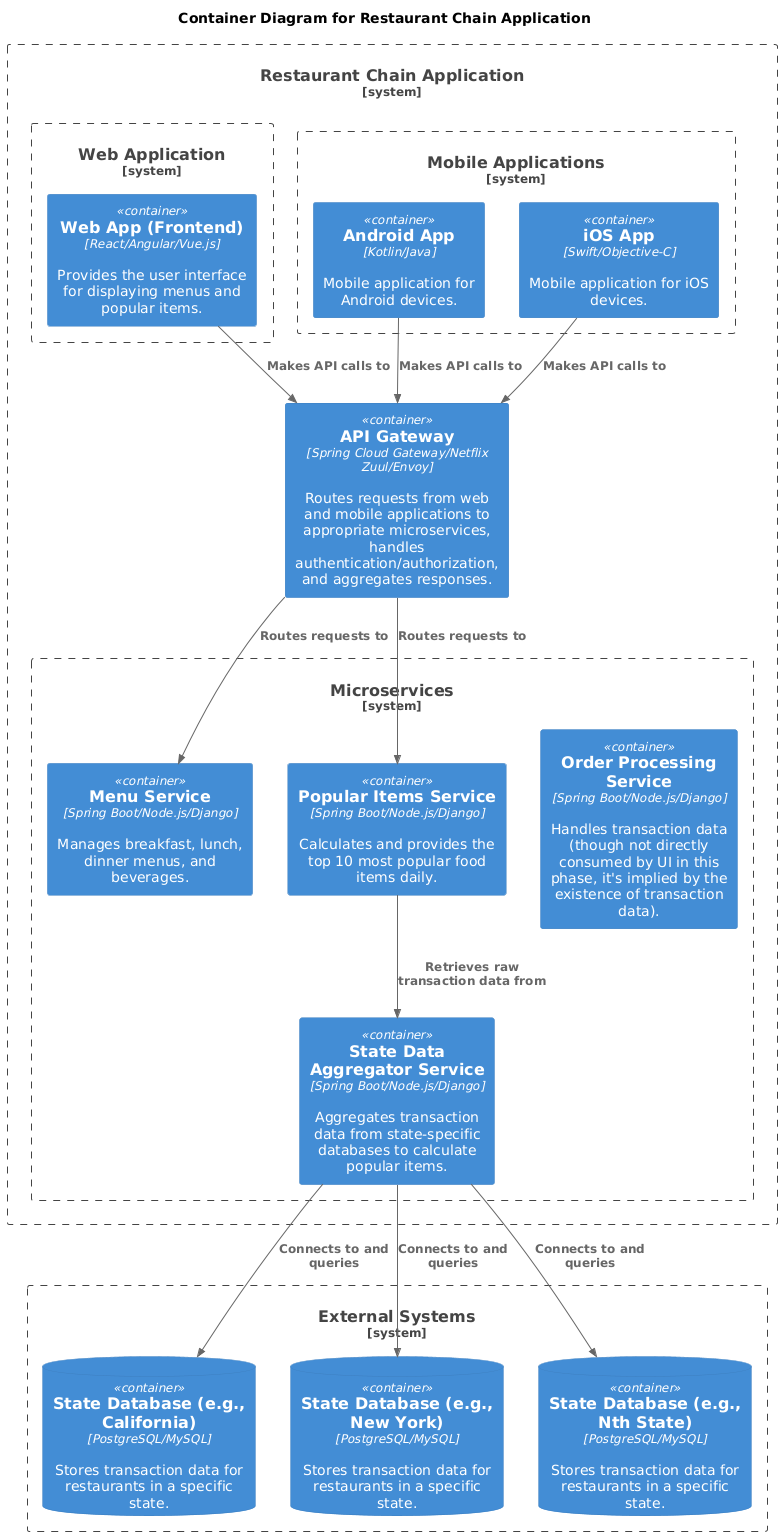 Container Diagram for Restaurant Chain Application
Restaurant Chain Application
[system]
Web Application
[system]
«container»
Web App (Frontend)
[React/Angular/Vue.js]
Provides the user interface
for displaying menus and
popular items.
Mobile Applications
[system]
«container»
Android App
[Kotlin/Java]
Mobile application for
Android devices.
«container»
iOS App
[Swift/Objective-C]
Mobile application for iOS
devices.
Makes API calls to
Makes API calls to
Makes API calls to
«container»
API Gateway
[Spring Cloud Gateway/Netflix
Zuul/Envoy]
Routes requests from web
and mobile applications to
appropriate microservices,
handles
authentication/authorization,
and aggregates responses.
Routes requests to
Routes requests to
Microservices
[system]
«container»
Menu Service
[Spring Boot/Node.js/Django]
Manages breakfast, lunch,
dinner menus, and
beverages.
«container»
Popular Items Service
[Spring Boot/Node.js/Django]
Calculates and provides the
top 10 most popular food
items daily.
«container»
Order Processing
Service
[Spring Boot/Node.js/Django]
Handles transaction data
(though not directly
consumed by UI in this
phase, it's implied by the
existence of transaction
data).
Retrieves raw
transaction data from
«container»
State Data
Aggregator Service
[Spring Boot/Node.js/Django]
Aggregates transaction
data from state-specific
databases to calculate
popular items.
Connects to and
queries
Connects to and
queries
Connects to and
queries
External Systems
[system]
«container»
State Database (e.g.,
California)
[PostgreSQL/MySQL]
Stores transaction data for
restaurants in a specific
state.
«container»
State Database (e.g.,
New York)
[PostgreSQL/MySQL]
Stores transaction data for
restaurants in a specific
state.
«container»
State Database (e.g.,
Nth State)
[PostgreSQL/MySQL]
Stores transaction data for
restaurants in a specific
state.